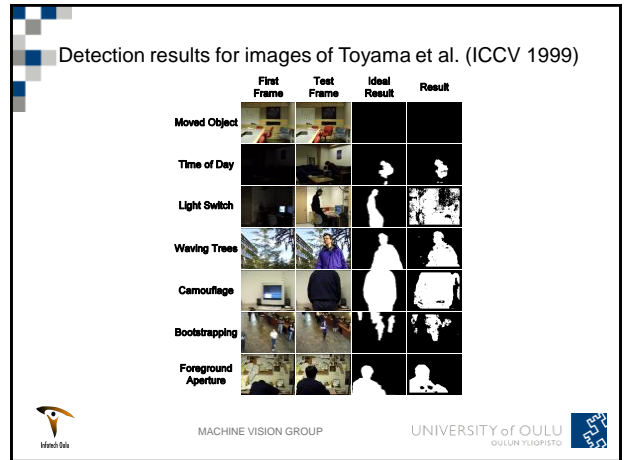 Detection results for images of Toyama et al. (ICCV 1999)
First Frame
Test Frame
Ideal Result
Result
Moved Object
Time of Day
Light Switch
Waving Trees
Camouflage
Bootstrapping
Foreground
Aperture
Infotech Oulu
MACHINE VISION GROUP
UNIVERSITY of OULU
OULUN YLIOPISTO